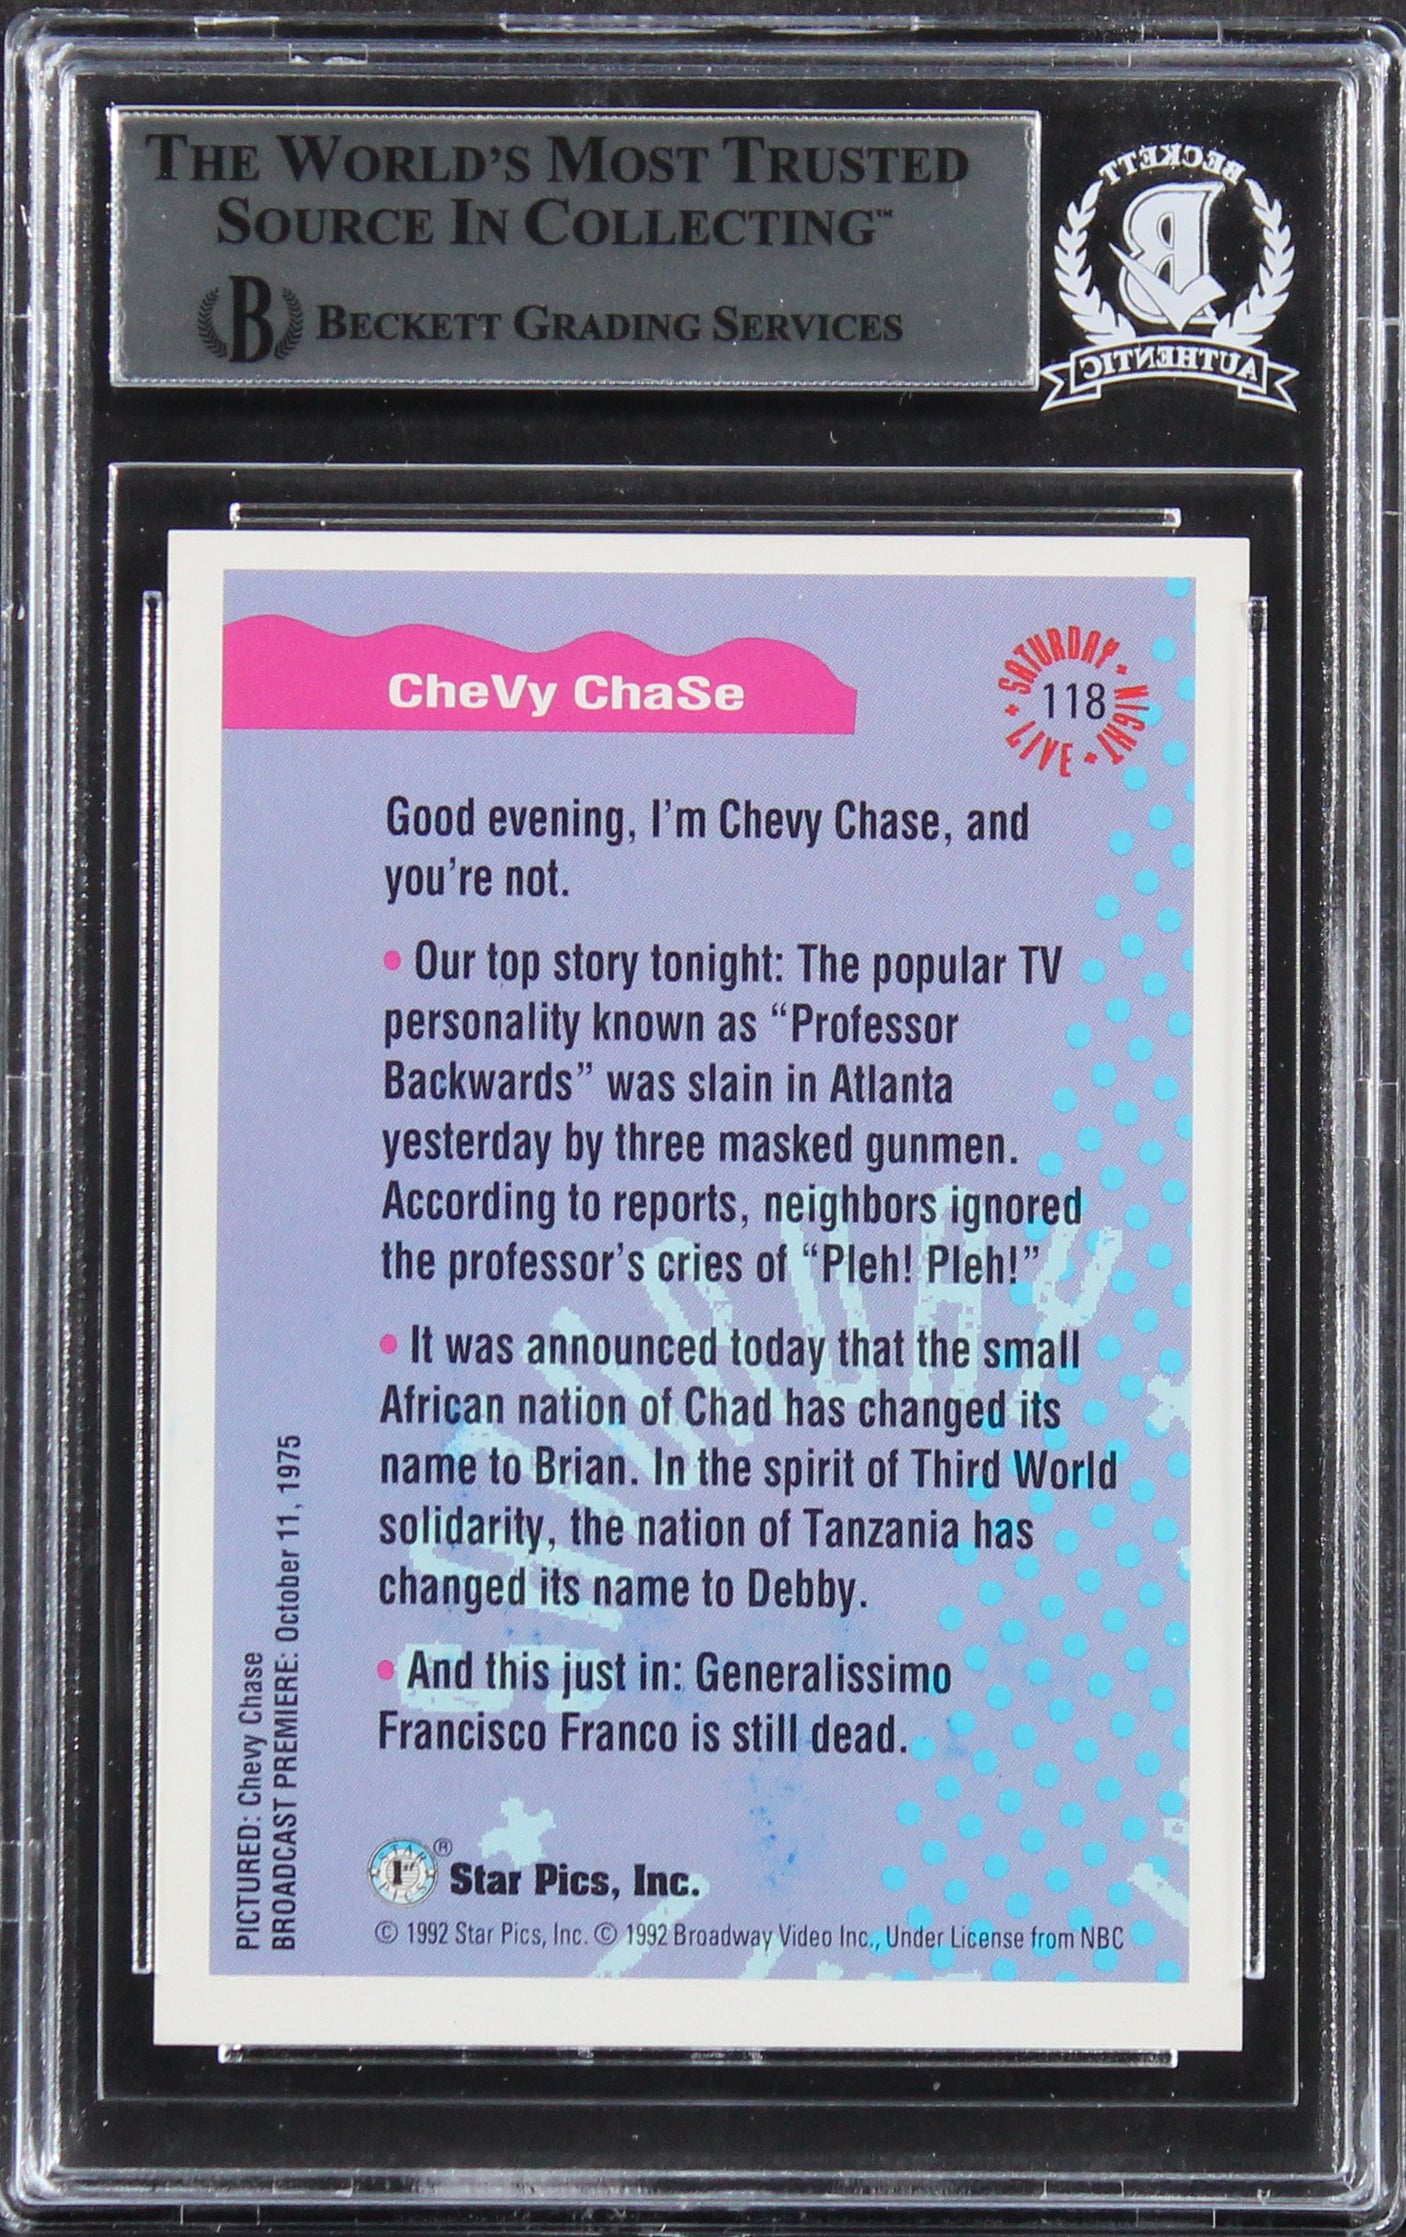 THE WORLD'S MOST TRUSTED
SOURCE IN COLLECTING™
B BECKETT GRADING SERVICES
BECKETT
B
AUTHENTIC
CheVy ChaSe
SATURDAY NIGHT LIVE
118
Good evening, I'm Chevy Chase, and
you're not.
• Our top story tonight: The popular TV
personality known as “Professor
Backwards” was slain in Atlanta
yesterday by three masked gunmen.
According to reports, neighbors ignored
the professor's cries of “Pleh! Pleh!”
• It was announced today that the small
African nation of Chad has changed its
name to Brian. In the spirit of Third World
solidarity, the nation of Tanzania has
changed its name to Debby.
• And this just in: Generalissimo
Francisco Franco is still dead.
PICTURED: Chevy Chase
BROADCAST PREMIERE: October 11, 1975
STAR PICS 1st ® Star Pics, Inc.
© 1992 Star Pics, Inc. © 1992 Broadway Video Inc., Under License from NBC
SATURDAY